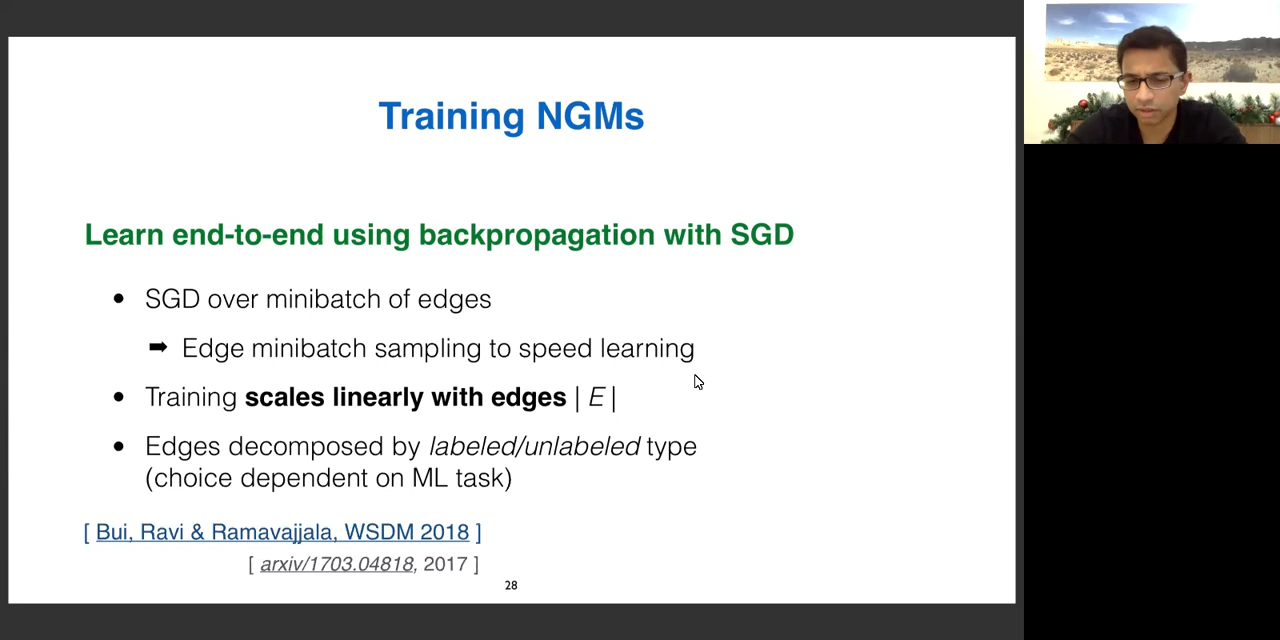 Training NGMs
Learn end-to-end using backpropagation with SGD
• SGD over minibatch of edges
➡ Edge minibatch sampling to speed learning
• Training scales linearly with edges | E |
• Edges decomposed by labeled/unlabeled type
(choice dependent on ML task)
[ Bui, Ravi & Ramavajjala, WSDM 2018 ]
[ arxiv/1703.04818, 2017 ]
28